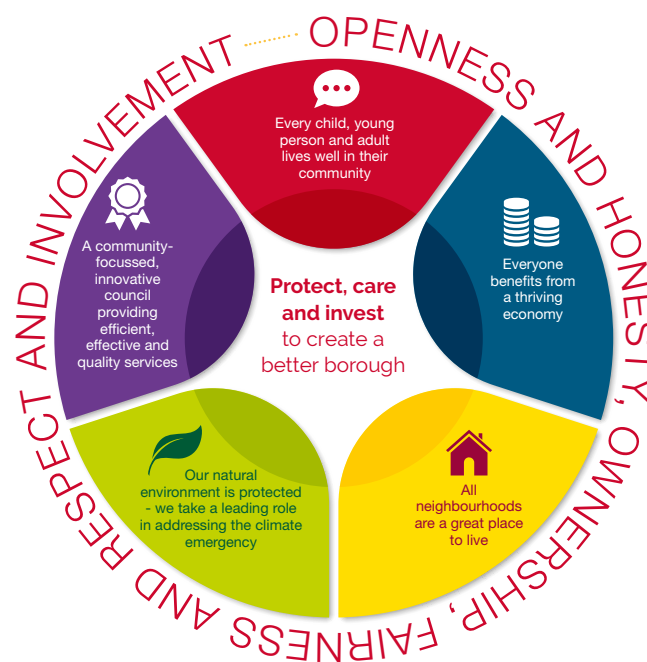 OPENNESS AND HONESTY, OWNERSHIP, FAIRNESS AND RESPECT AND INVOLVEMENT
Every child, young
person and adult
lives well in their
community
Everyone
benefits from
a thriving
economy
All
neighbourhoods
are a great place
to live
Our natural
environment is protected
- we take a leading role
in addressing the climate
emergency
A community-
focussed,
innovative
council
providing
efficient,
effective and
quality services
Protect, care
and invest
to create a
better borough